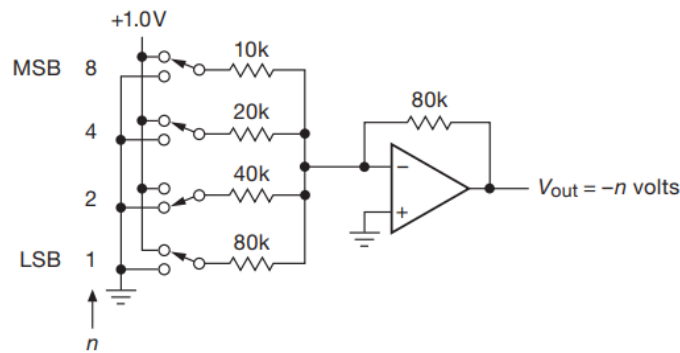 +1.0V
MSB 8 10k
4 20k
80k
2 40k
− + Vout = −n volts
LSB 1 80k
n